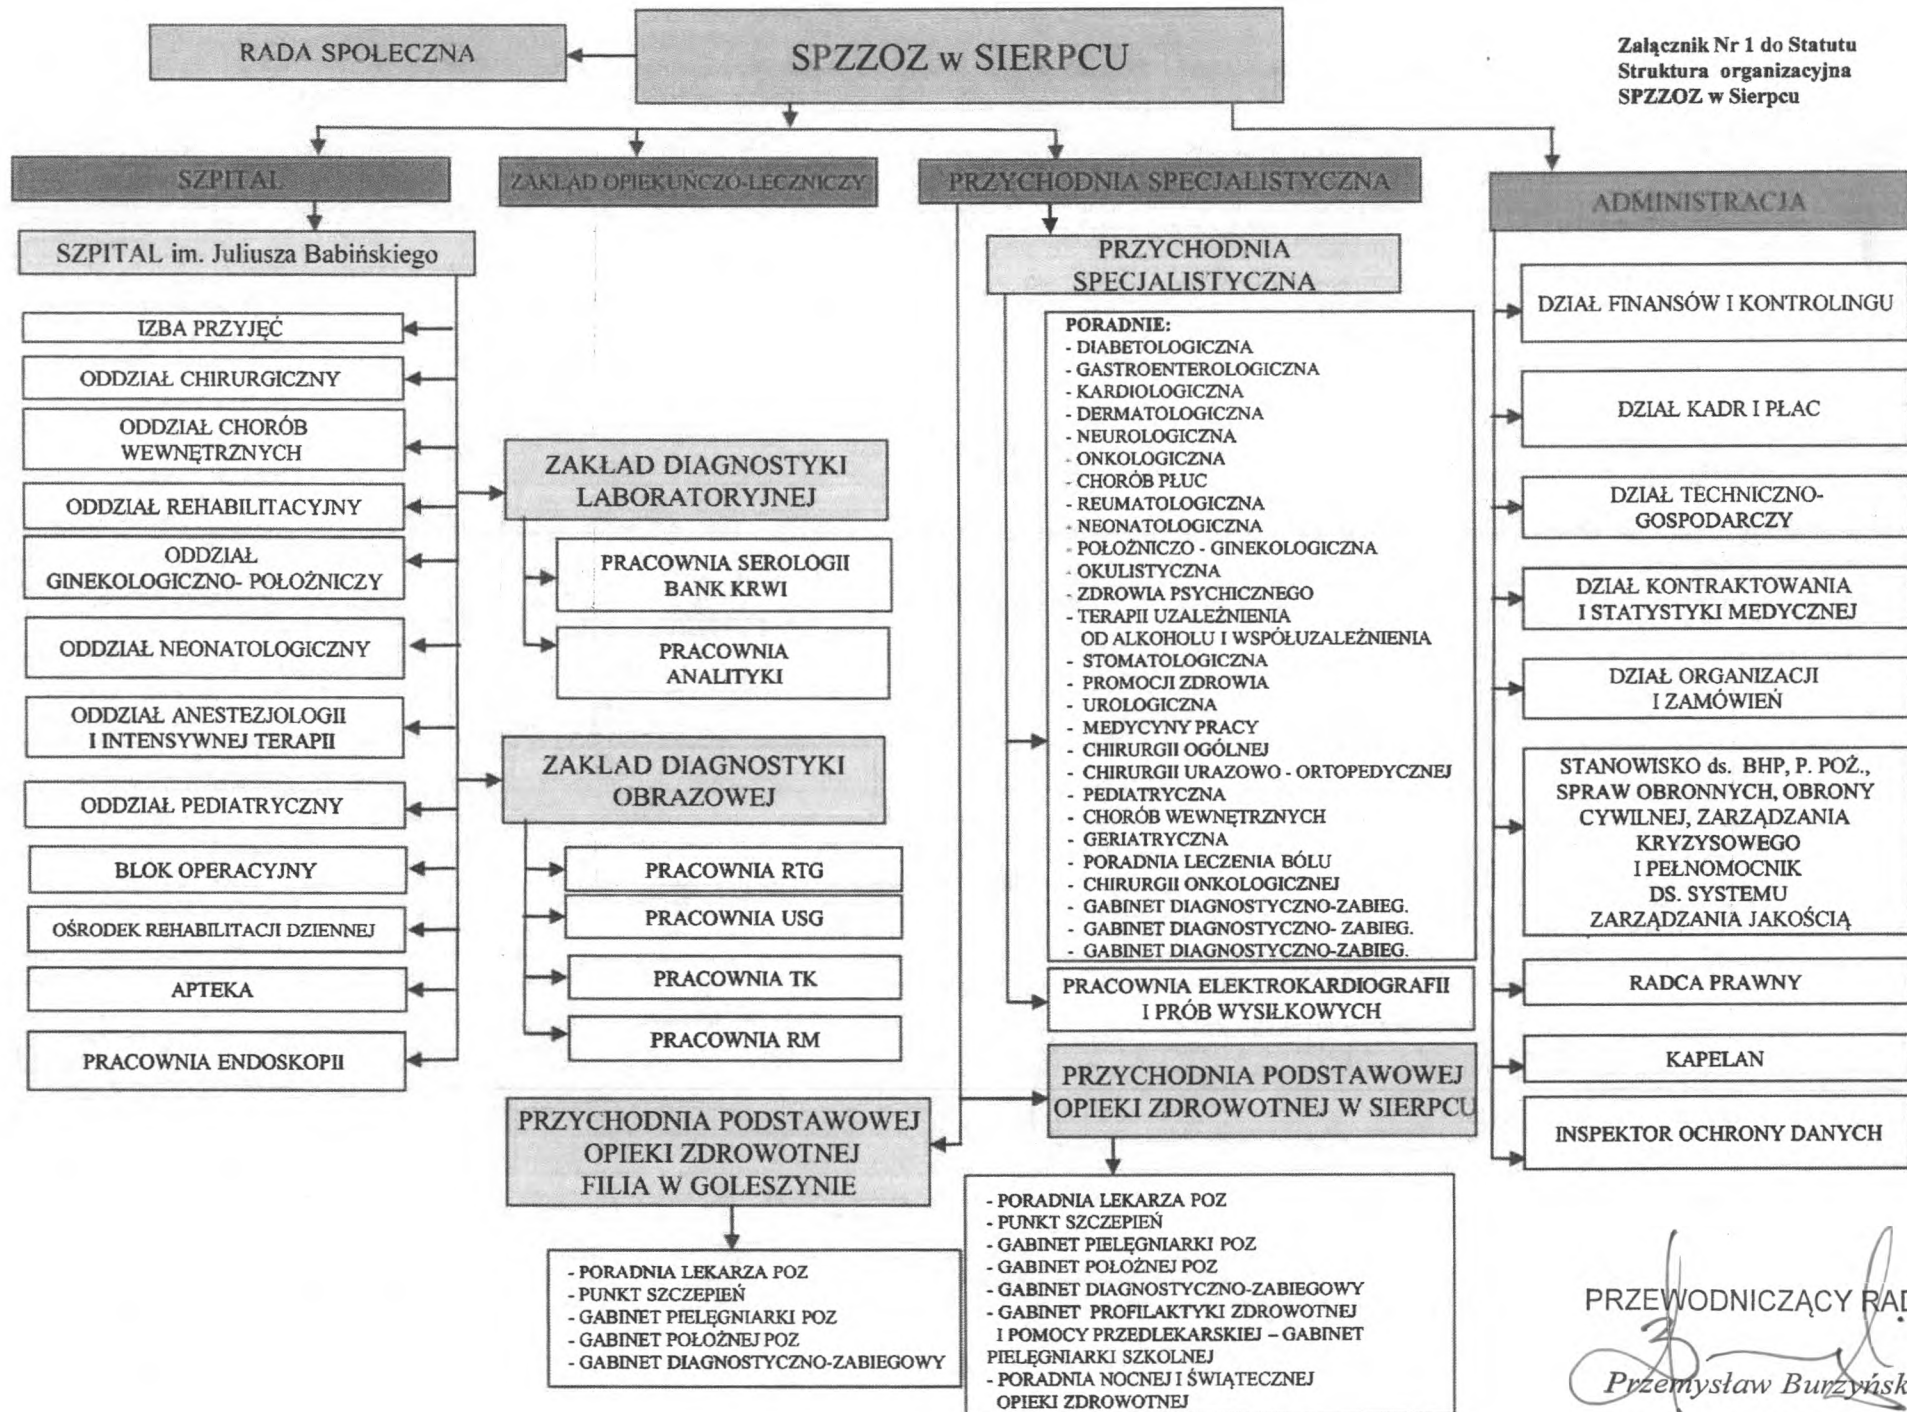 RADA SPOŁECZNA
SPZZOZ w SIERPCU
Załącznik Nr 1 do Statutu
Struktura organizacyjna
SPZZOZ w Sierpcu
SZPITAL
ZAKŁAD OPIEKUŃCZO-LECZNICZY
PRZYCHODNIA SPECJALISTYCZNA
ADMINISTRACJA
SZPITAL im. Juliusza Babińskiego
IZBA PRZYJĘĆ
ODDZIAŁ CHIRURGICZNY
ODDZIAŁ CHORÓB
WEWNĘTRZNYCH
ODDZIAŁ REHABILITACYJNY
ODDZIAŁ
GINEKOLOGICZNO- POŁOŻNICZY
ODDZIAŁ NEONATOLOGICZNY
ODDZIAŁ ANESTEZJOLOGII
I INTENSYWNEJ TERAPII
ODDZIAŁ PEDIATRYCZNY
BLOK OPERACYJNY
OŚRODEK REHABILITACJI DZIENNEJ
APTEKA
PRACOWNIA ENDOSKOPII
ZAKŁAD DIAGNOSTYKI
LABORATORYJNEJ
PRACOWNIA SEROLOGII
BANK KRWI
PRACOWNIA
ANALITYKI
ZAKŁAD DIAGNOSTYKI
OBRAZOWEJ
PRACOWNIA RTG
PRACOWNIA USG
PRACOWNIA TK
PRACOWNIA RM
PRZYCHODNIA PODSTAWOWEJ
OPIEKI ZDROWOTNEJ
FILIA W GOLESZYNIE
- PORADNIA LEKARZA POZ
- PUNKT SZCZEPIEŃ
- GABINET PIELĘGNIARKI POZ
- GABINET POŁOŻNEJ POZ
- GABINET DIAGNOSTYCZNO-ZABIEGOWY
PRZYCHODNIA
SPECJALISTYCZNA
PORADNIE:
- DIABETOLOGICZNA
- GASTROENTEROLOGICZNA
- KARDIOLOGICZNA
- DERMATOLOGICZNA
- NEUROLOGICZNA
- ONKOLOGICZNA
- CHORÓB PŁUC
- REUMATOLOGICZNA
- NEONATOLOGICZNA
- POŁOŻNICZO - GINEKOLOGICZNA
- OKULISTYCZNA
- ZDROWIA PSYCHICZNEGO
- TERAPII UZALEŻNIENIA
OD ALKOHOLU I WSPÓŁUZALEŻNIENIA
- STOMATOLOGICZNA
- PROMOCJI ZDROWIA
- UROLOGICZNA
- MEDYCYNY PRACY
- CHIRURGII OGÓLNEJ
- CHIRURGII URAZOWO - ORTOPEDYCZNEJ
- PEDIATRYCZNA
- CHORÓB WEWNĘTRZNYCH
- GERIATRYCZNA
- PORADNIA LECZENIA BÓLU
- CHIRURGII ONKOLOGICZNEJ
- GABINET DIAGNOSTYCZNO-ZABIEG.
- GABINET DIAGNOSTYCZNO- ZABIEG.
- GABINET DIAGNOSTYCZNO-ZABIEG.
PRACOWNIA ELEKTROKARDIOGRAFII
I PRÓB WYSIŁKOWYCH
PRZYCHODNIA PODSTAWOWEJ
OPIEKI ZDROWOTNEJ W SIERPCU
- PORADNIA LEKARZA POZ
- PUNKT SZCZEPIEŃ
- GABINET PIELĘGNIARKI POZ
- GABINET POŁOŻNEJ POZ
- GABINET DIAGNOSTYCZNO-ZABIEGOWY
- GABINET PROFILAKTYKI ZDROWOTNEJ
I POMOCY PRZEDLEKARSKIEJ – GABINET
PIELĘGNIARKI SZKOLNEJ
- PORADNIA NOCNEJ I ŚWIĄTECZNEJ
OPIEKI ZDROWOTNEJ
DZIAŁ FINANSÓW I KONTROLINGU
DZIAŁ KADR I PŁAC
DZIAŁ TECHNICZNO-
GOSPODARCZY
DZIAŁ KONTRAKTOWANIA
I STATYSTYKI MEDYCZNEJ
DZIAŁ ORGANIZACJI
I ZAMÓWIEŃ
STANOWISKO ds. BHP, P. POŻ.,
SPRAW OBRONNYCH, OBRONY
CYWILNEJ, ZARZĄDZANIA
KRYZYSOWEGO
I PEŁNOMOCNIK
DS. SYSTEMU
ZARZĄDZANIA JAKOŚCIĄ
RADCA PRAWNY
KAPELAN
INSPEKTOR OCHRONY DANYCH
PRZEWODNICZĄCY RAD
Przemysław Burzyńsk